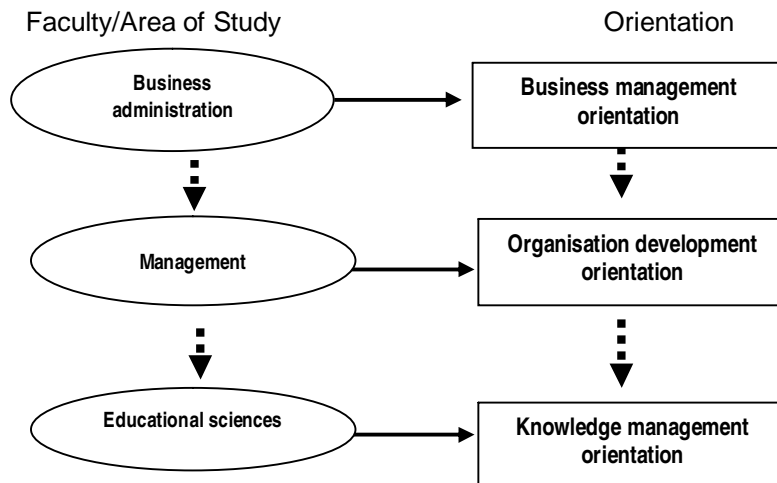 Faculty/Area of Study
Orientation
Business
administration
Business management
orientation
Management
Organisation development
orientation
Educational sciences
Knowledge management
orientation